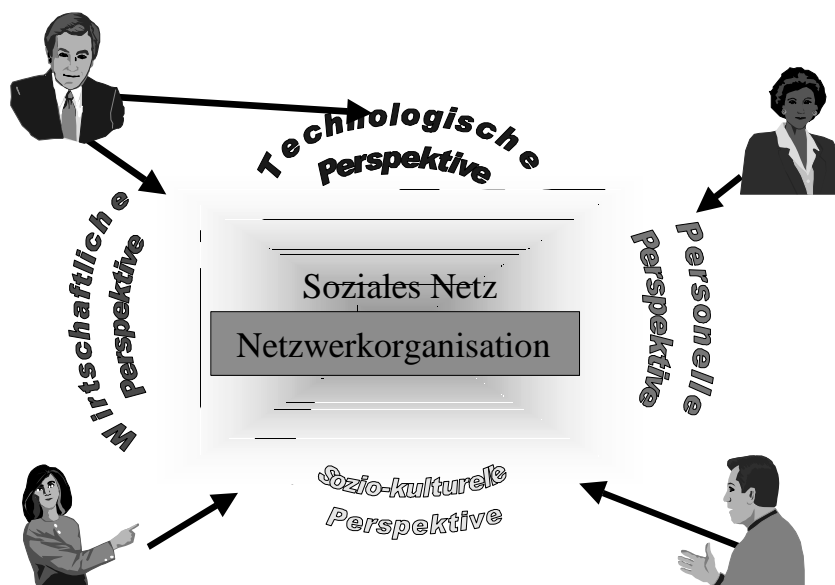 Technologische
Perspektive
Wirtschaftliche
Perspektive
Soziales Netz
Netzwerkorganisation
Personelle
Perspektive
Sozio-kulturelle
Perspektive